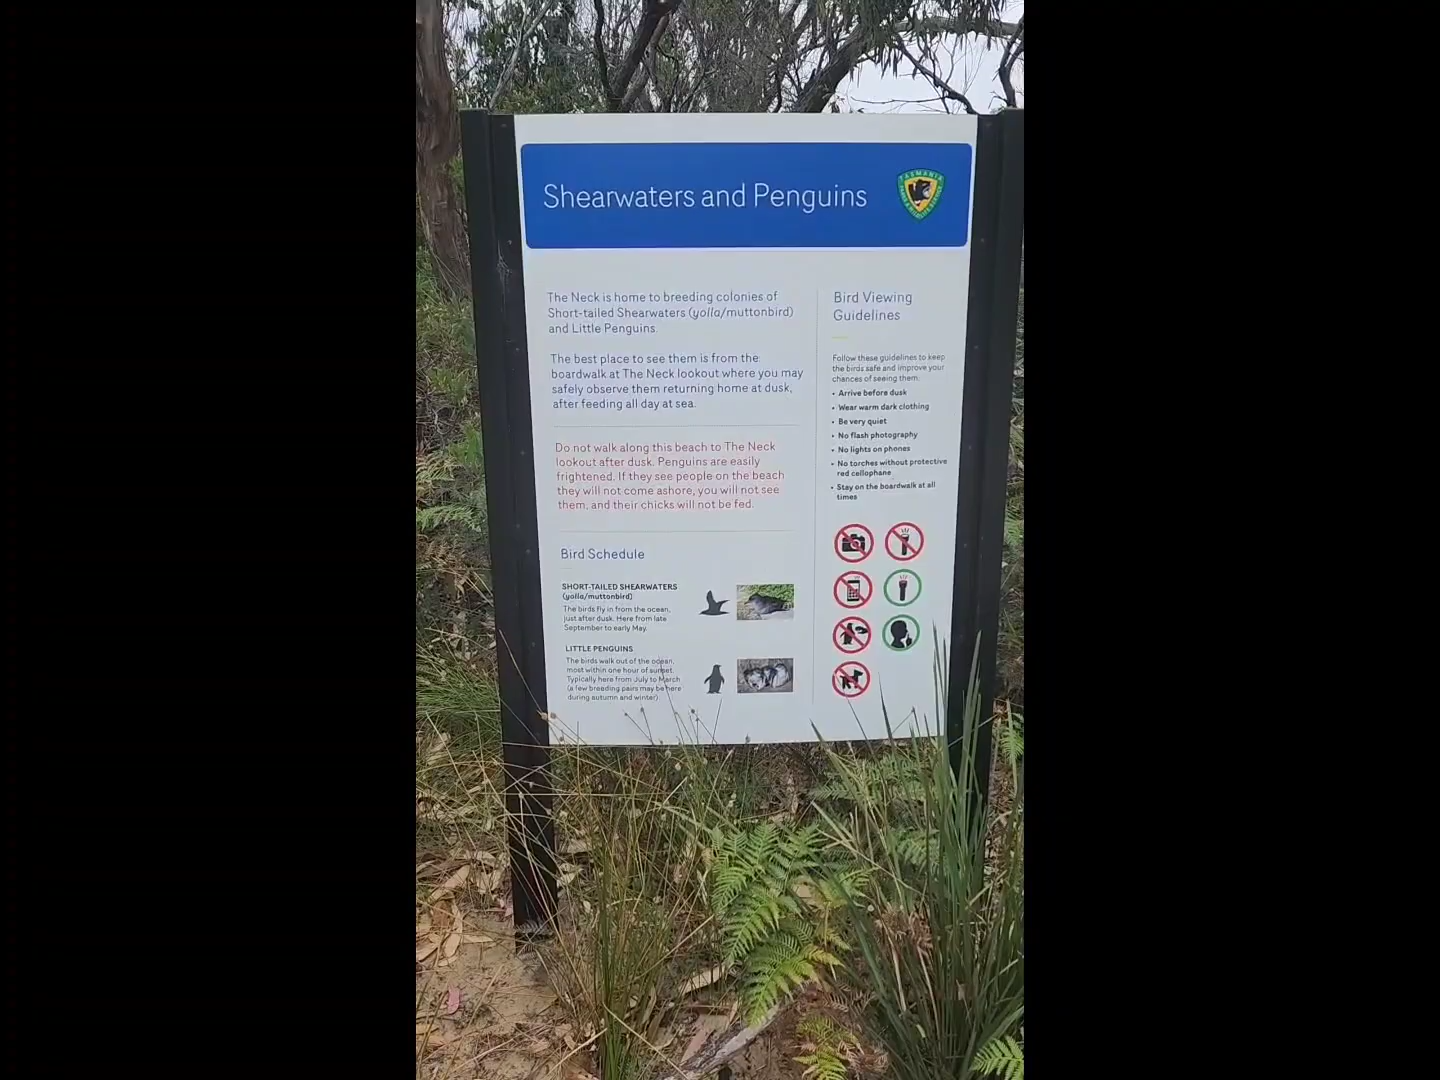 Shearwaters and Penguins
TASMANIA
The Neck is home to breeding colonies of
Short-tailed Shearwaters (yolla/muttonbird)
and Little Penguins.
The best place to see them is from the
boardwalk at The Neck lookout where you may
safely observe them returning home at dusk,
after feeding all day at sea.
Do not walk along this beach to The Neck
lookout after dusk. Penguins are easily
frightened. If they see people on the beach
they will not come ashore, you will not see
them, and their chicks will not be fed.
Bird Schedule
SHORT-TAILED SHEARWATERS
(yolla/muttonbird)
The birds fly in from the ocean,
just after dusk. Here from late
September to early May.
LITTLE PENGUINS
The birds walk out of the ocean,
most within one hour of sunset.
Typically here from July to March
(a few breeding pairs may be here
during autumn and winter)
Bird Viewing
Guidelines
Follow these guidelines to keep
the birds safe and improve your
chances of seeing them:
• Arrive before dusk
• Wear warm dark clothing
• Be very quiet
• No flash photography
• No lights on phones
• No torches without protective
red cellophane
• Stay on the boardwalk at all
times